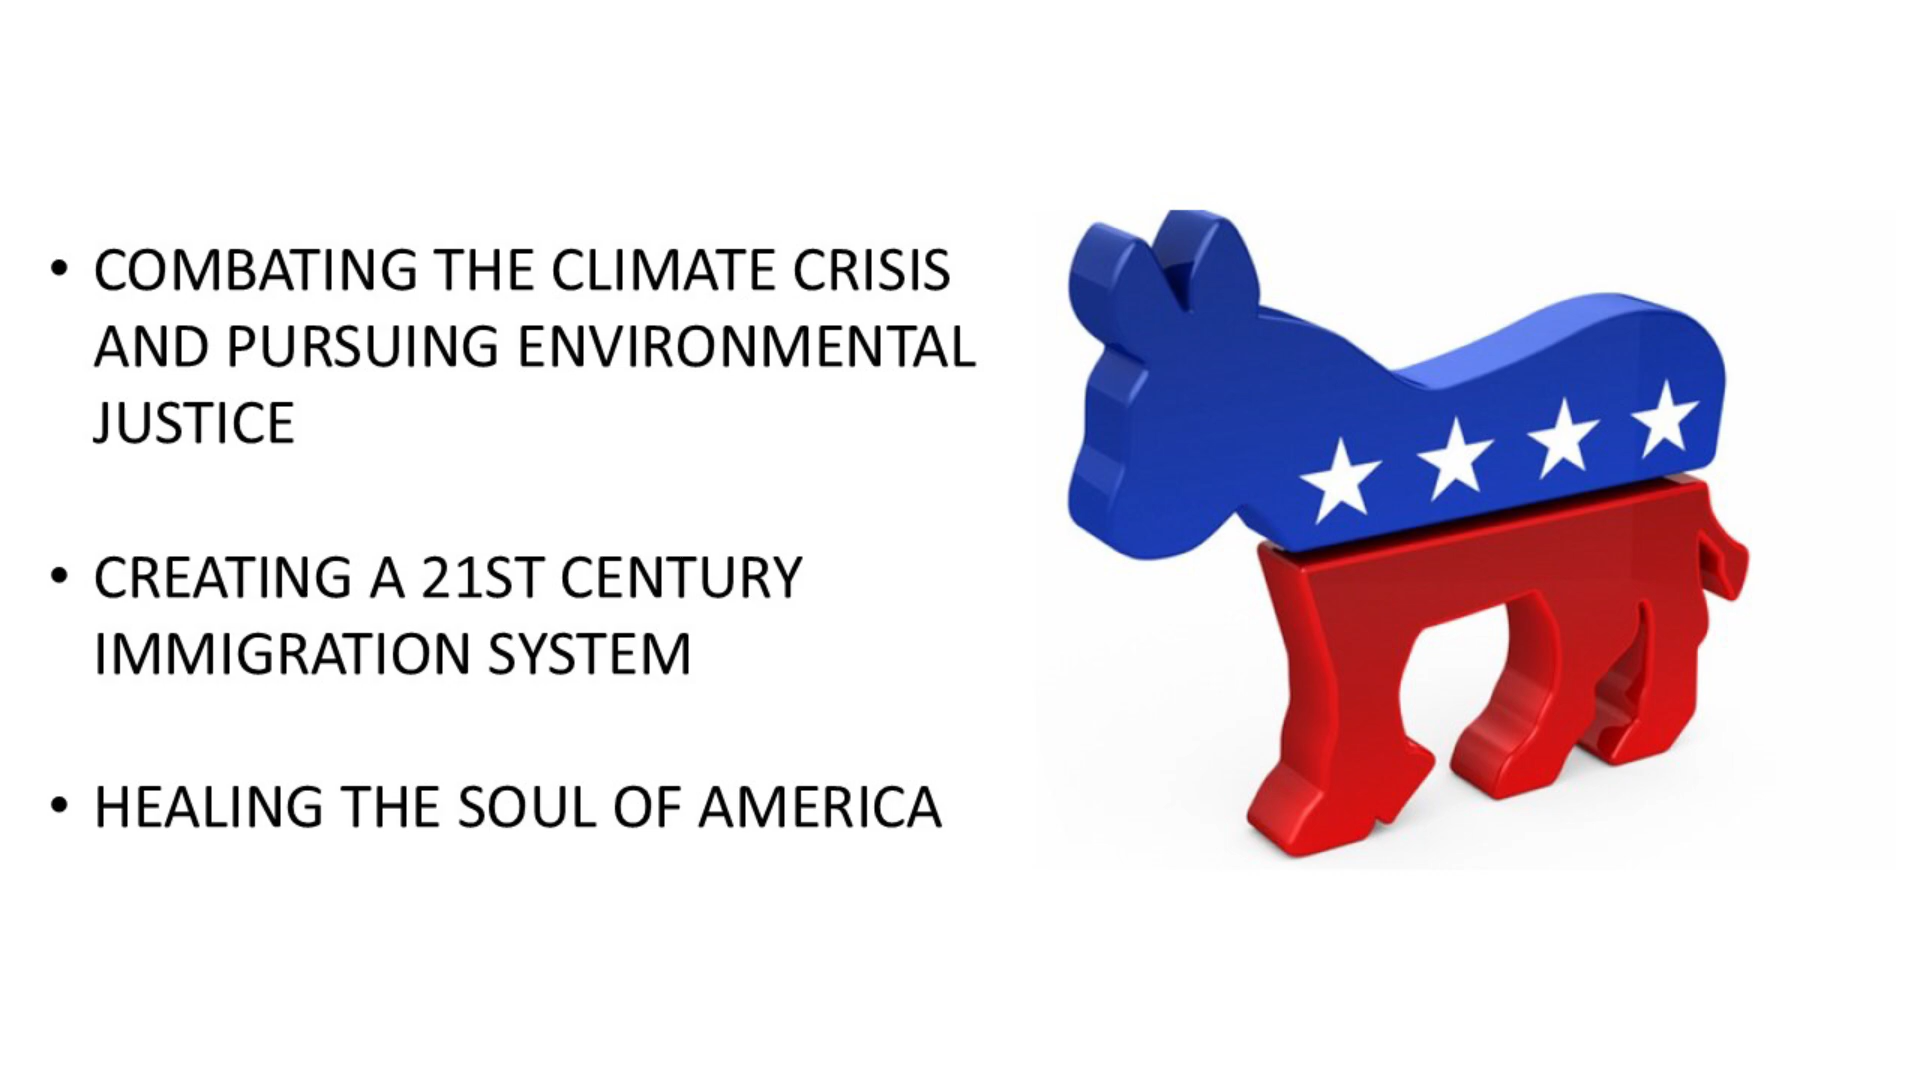 • COMBATING THE CLIMATE CRISIS
AND PURSUING ENVIRONMENTAL
JUSTICE
• CREATING A 21ST CENTURY
IMMIGRATION SYSTEM
• HEALING THE SOUL OF AMERICA